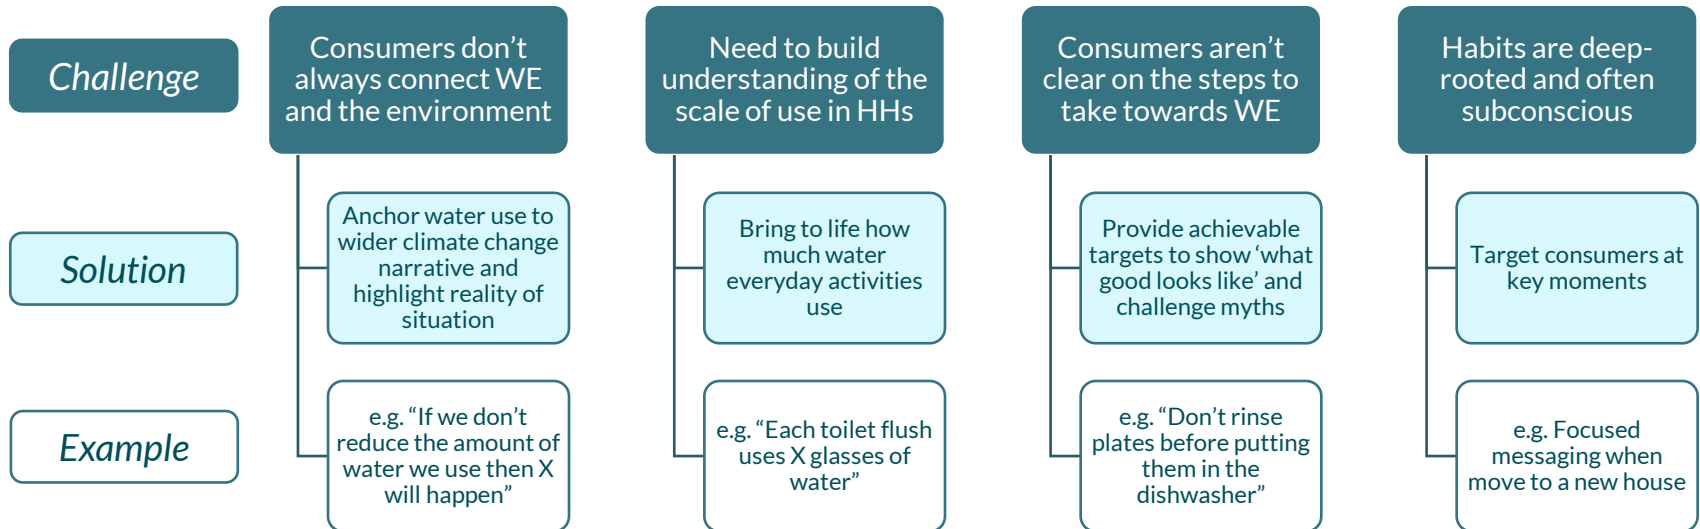 Challenge
Consumers don’t
always connect WE
and the environment
Need to build
understanding of the
scale of use in HHs
Consumers aren’t
clear on the steps to
take towards WE
Habits are deep-
rooted and often
subconscious
Solution
Anchor water use to
wider climate change
narrative and
highlight reality of
situation
Bring to life how
much water
everyday activities
use
Provide achievable
targets to show ‘what
good looks like’ and
challenge myths
Target consumers at
key moments
Example
e.g. “If we don’t
reduce the amount of
water we use then X
will happen”
e.g. “Each toilet flush
uses X glasses of
water”
e.g. “Don’t rinse
plates before putting
them in the
dishwasher”
e.g. Focused
messaging when
move to a new house